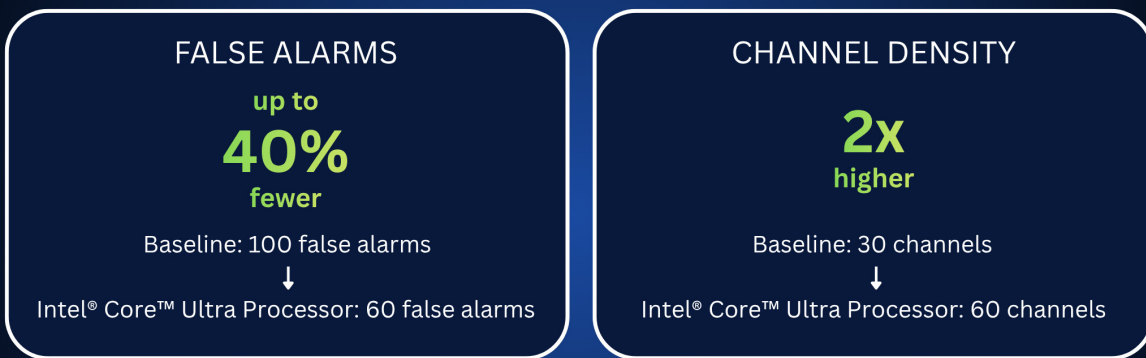 FALSE ALARMS
up to
40%
fewer
Baseline: 100 false alarms
↓
Intel® Core™ Ultra Processor: 60 false alarms
CHANNEL DENSITY
2x
higher
Baseline: 30 channels
↓
Intel® Core™ Ultra Processor: 60 channels